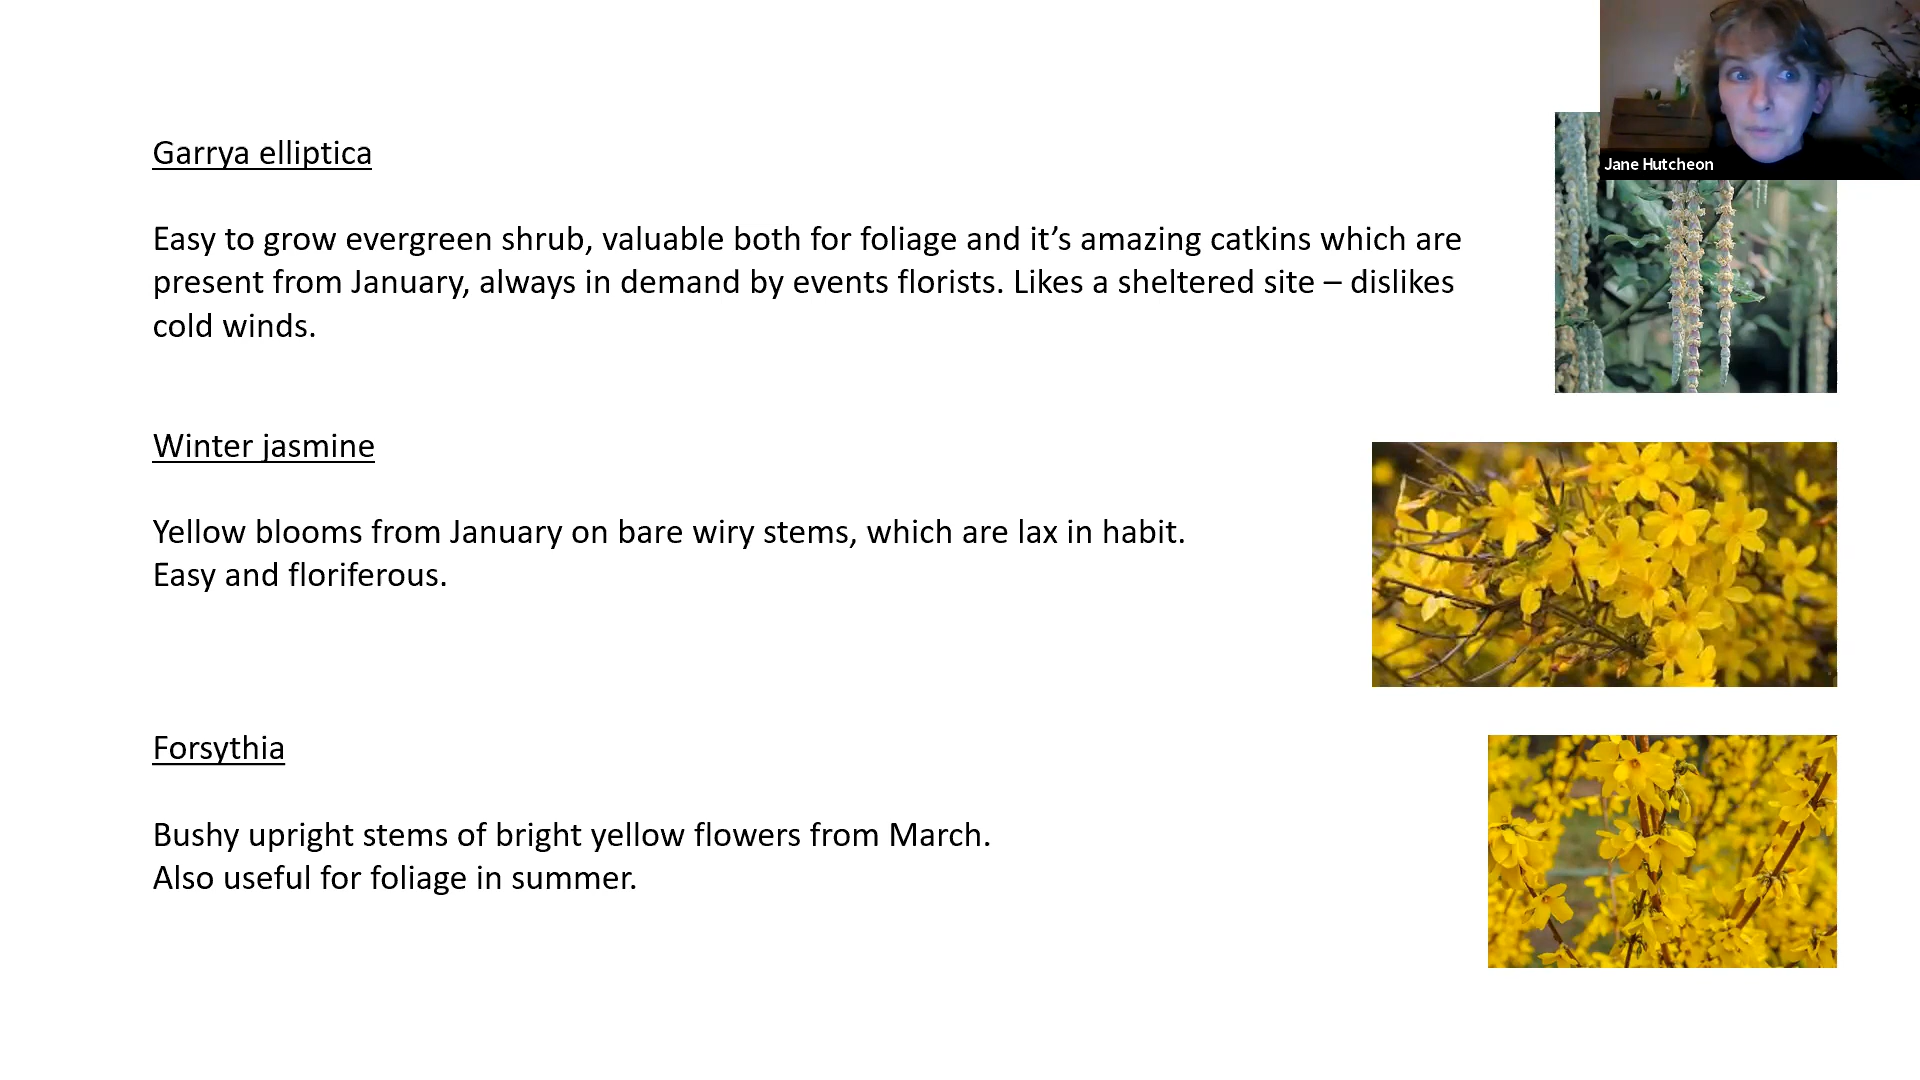 Jane Hutcheon
Garrya elliptica
Easy to grow evergreen shrub, valuable both for foliage and it’s amazing catkins which are
present from January, always in demand by events florists. Likes a sheltered site – dislikes
cold winds.
Winter jasmine
Yellow blooms from January on bare wiry stems, which are lax in habit.
Easy and floriferous.
Forsythia
Bushy upright stems of bright yellow flowers from March.
Also useful for foliage in summer.